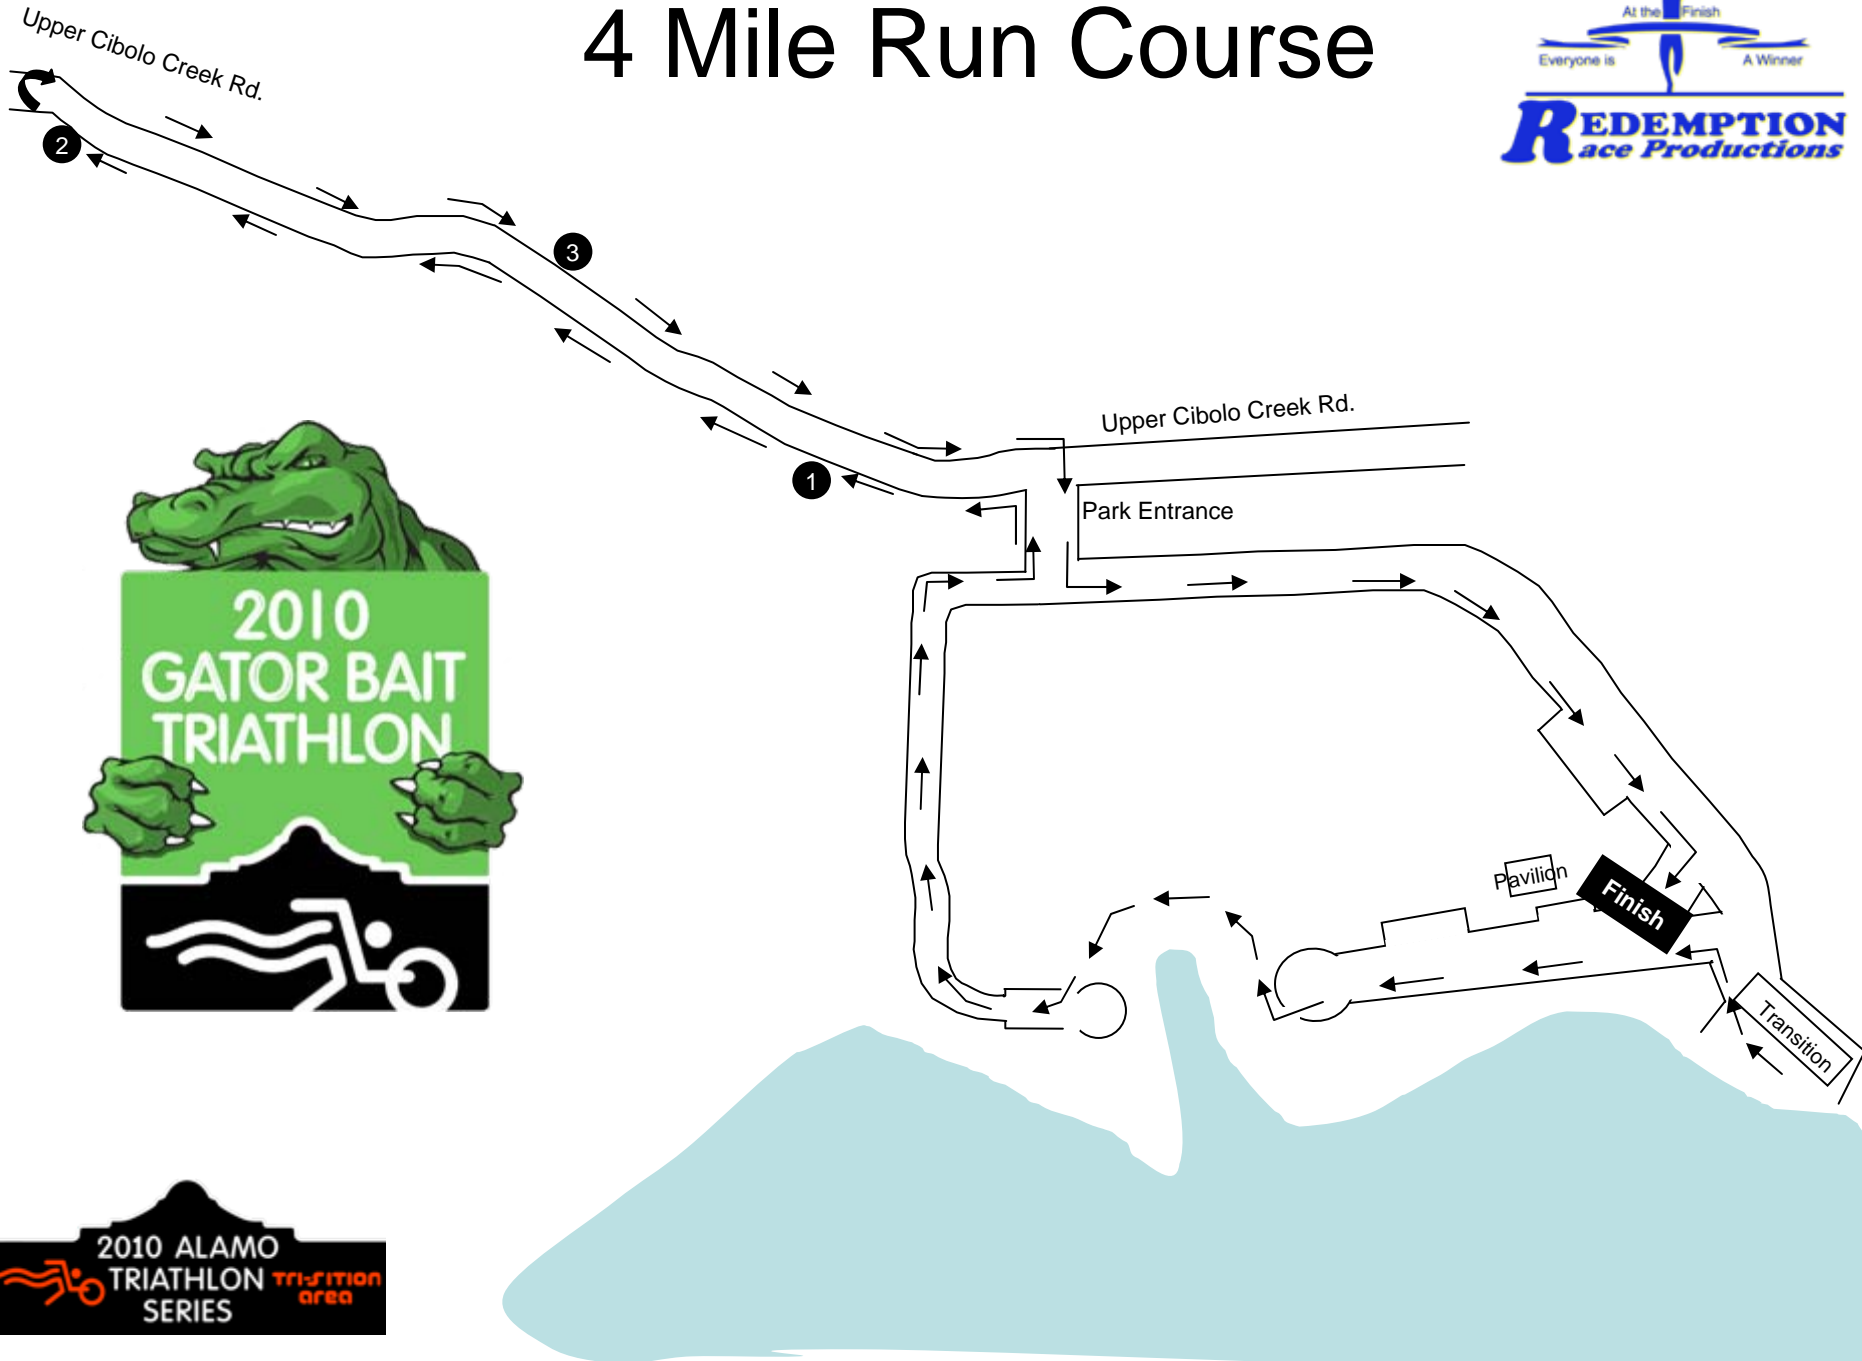 4 Mile Run Course
At the Finish
Everyone is A Winner
REDEMPTION
Race Productions
Upper Cibolo Creek Rd.
2
3
1
Upper Cibolo Creek Rd.
Park Entrance
2010
GATOR BAIT
TRIATHLON
Pavilion
Finish
Transition
2010 ALAMO
TRIATHLON
SERIES
TRI-SITION
area